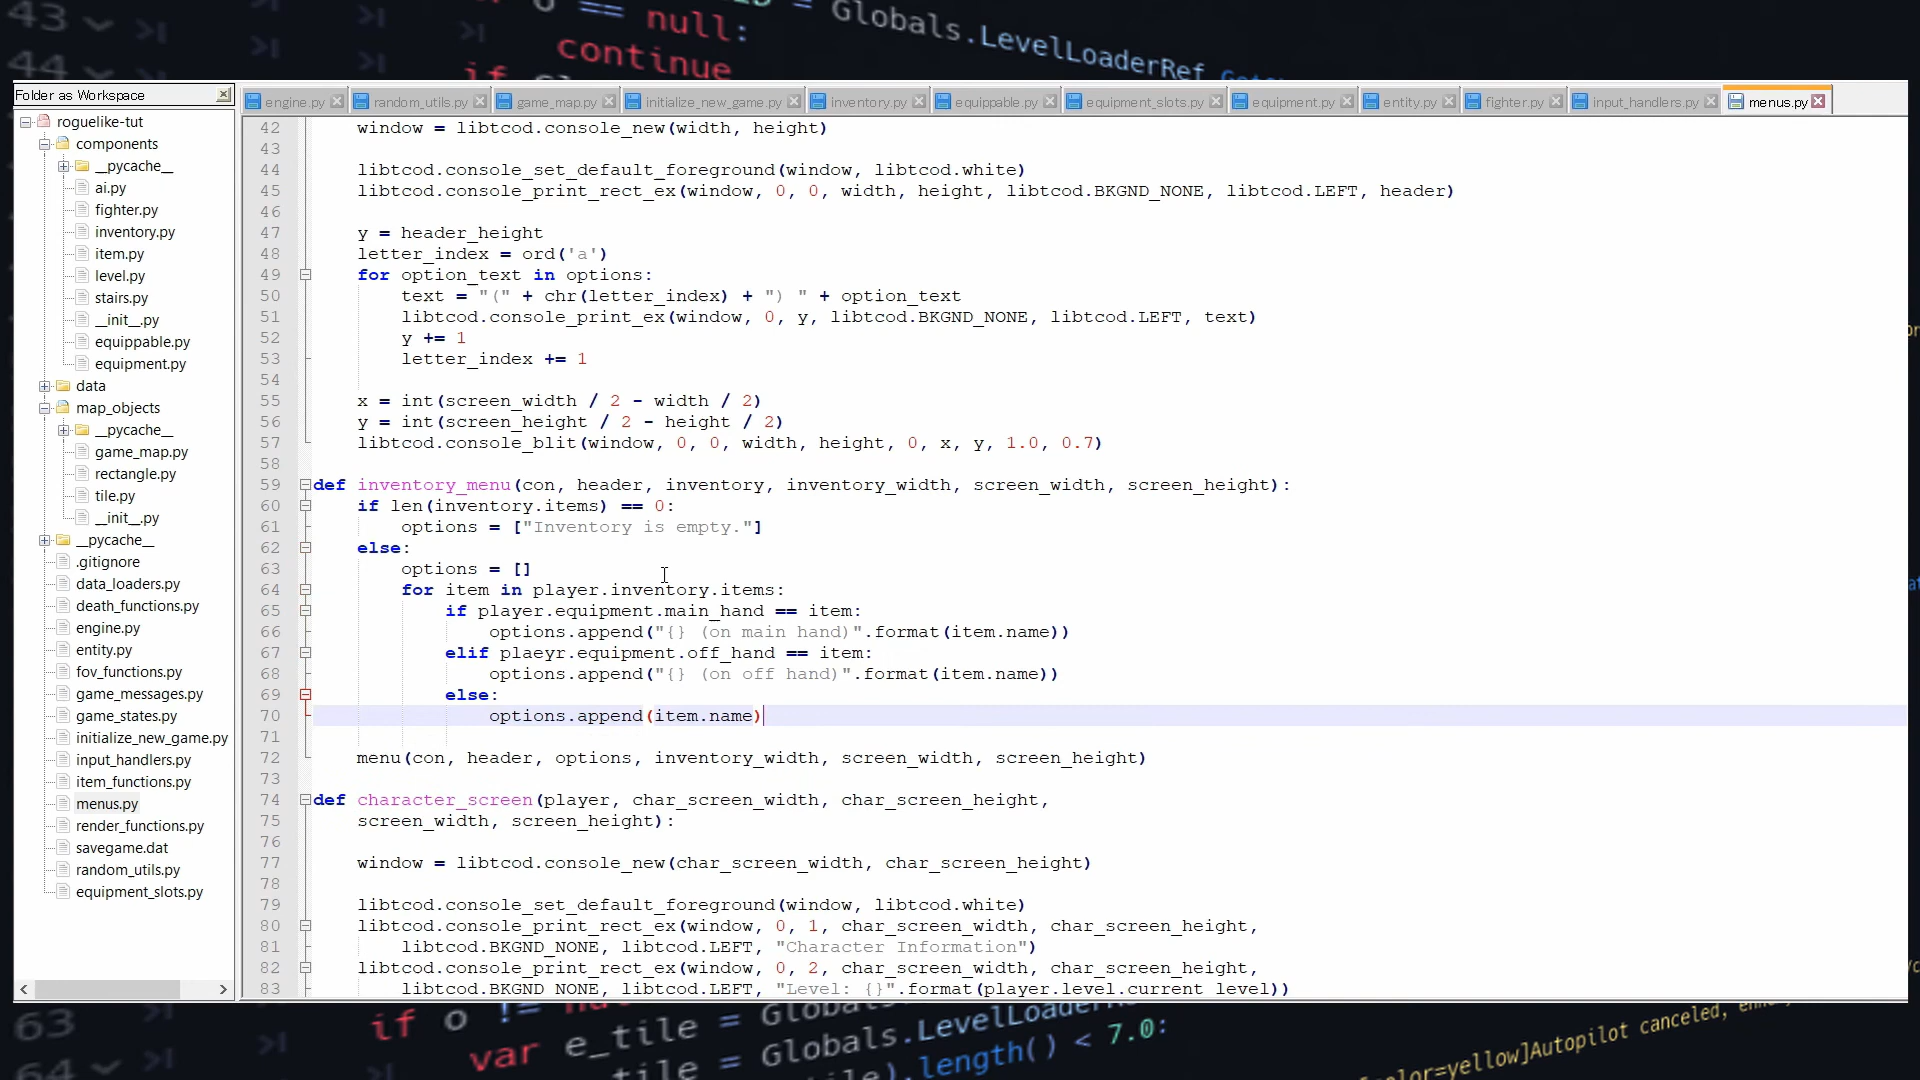 43
44
o == null:
continue
= Globals.LevelLoaderRef
Folder as Workspace
roguelike-tut
components
__pycache__
ai.py
fighter.py
inventory.py
item.py
level.py
stairs.py
__init__.py
equippable.py
equipment.py
data
map_objects
__pycache__
game_map.py
rectangle.py
tile.py
__init__.py
__pycache__
.gitignore
data_loaders.py
death_functions.py
engine.py
entity.py
fov_functions.py
game_messages.py
game_states.py
initialize_new_game.py
input_handlers.py
item_functions.py
menus.py
render_functions.py
savegame.dat
random_utils.py
equipment_slots.py
engine.py random_utils.py game_map.py initialize_new_game.py inventory.py equippable.py equipment_slots.py equipment.py entity.py fighter.py input_handlers.py menus.py
42 window = libtcod.console_new(width, height)
43
44 libtcod.console_set_default_foreground(window, libtcod.white)
45 libtcod.console_print_rect_ex(window, 0, 0, width, height, libtcod.BKGND_NONE, libtcod.LEFT, header)
46
47 y = header_height
48 letter_index = ord('a')
49 for option_text in options:
50 text = "(" + chr(letter_index) + ") " + option_text
51 libtcod.console_print_ex(window, 0, y, libtcod.BKGND_NONE, libtcod.LEFT, text)
52 y += 1
53 letter_index += 1
54
55 x = int(screen_width / 2 - width / 2)
56 y = int(screen_height / 2 - height / 2)
57 libtcod.console_blit(window, 0, 0, width, height, 0, x, y, 1.0, 0.7)
58
59 def inventory_menu(con, header, inventory, inventory_width, screen_width, screen_height):
60 if len(inventory.items) == 0:
61 options = ["Inventory is empty."]
62 else:
63 options = []
64 for item in player.inventory.items:
65 if player.equipment.main_hand == item:
66 options.append("{} (on main hand)".format(item.name))
67 elif plaeyr.equipment.off_hand == item:
68 options.append("{} (on off hand)".format(item.name))
69 else:
70 options.append(item.name)
71
72 menu(con, header, options, inventory_width, screen_width, screen_height)
73
74 def character_screen(player, char_screen_width, char_screen_height,
75 screen_width, screen_height):
76
77 window = libtcod.console_new(char_screen_width, char_screen_height)
78
79 libtcod.console_set_default_foreground(window, libtcod.white)
80 libtcod.console_print_rect_ex(window, 0, 1, char_screen_width, char_screen_height,
81 libtcod.BKGND_NONE, libtcod.LEFT, "Character Information")
82 libtcod.console_print_rect_ex(window, 0, 2, char_screen_width, char_screen_height,
83 libtcod.BKGND_NONE, libtcod.LEFT, "Level: {}".format(player.level.current_level))
63
if o !=
64
var e_tile = Globals.LevelLoader
= Globals.LevelLoaderRef
.length() < 7.0:
color=yellow]Autopilot canceled,